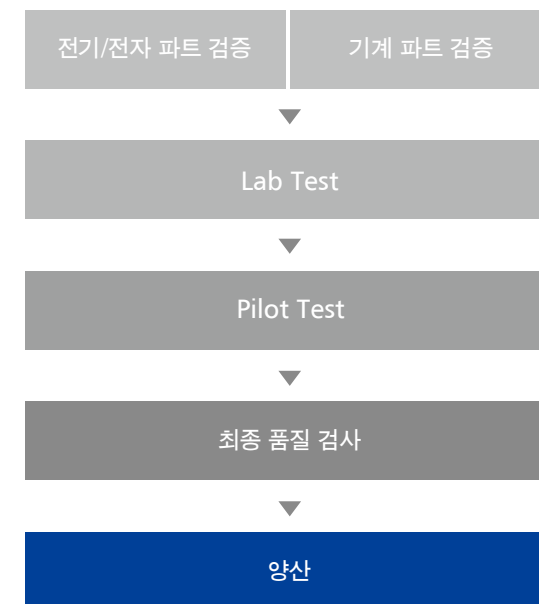 전기/전자 파트 검증
기계 파트 검증
Lab Test
Pilot Test
최종 품질 검사
양산